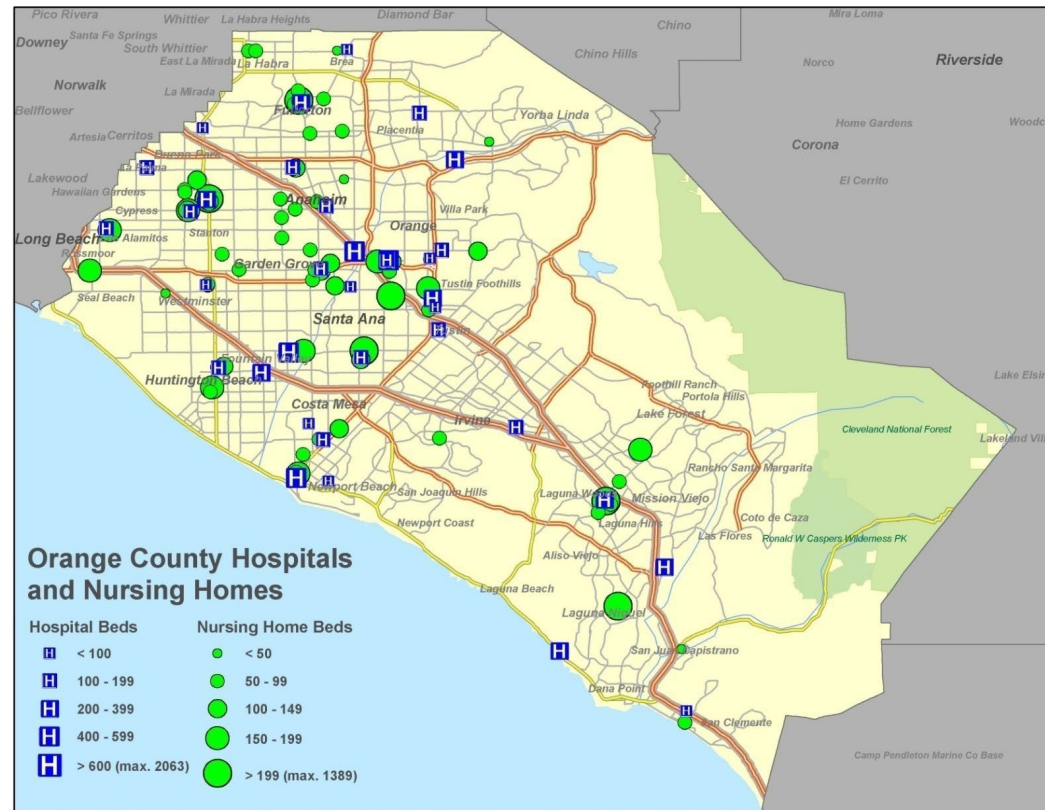 Pico Rivera
Whittier
La Habra Heights
Diamond Bar
Mira Loma
Downey
Santa Fe Springs
South Whittier
East La Mirada
La Habra
Brea
Chino
Chino Hills
Norco
Riverside
Norwalk
Bellflower
La Mirada
Fullerton
Placentia
Yorba Linda
Home Gardens
Artesia
Cerritos
Buena Park
La Palma
Corona
Lakewood
Hawaiian Gardens
Cypress
Anaheim
El Cerrito
Villa Park
Orange
Long Beach
Los Alamitos
Stanton
Rossmoor
Garden Grove
Tustin Foothills
Seal Beach
Westminster
Santa Ana
Tustin
Fountain Valley
Huntington Beach
Costa Mesa
Irvine
Foothill Ranch
Portola Hills
Lake Forest
Cleveland National Forest
Rancho Santa Margarita
Newport Beach
San Joaquin Hills
Laguna Woods
Mission Viejo
Newport Coast
Laguna Hills
Coto de Caza
Las Flores
Ronald W Caspers Wilderness PK
Aliso Viejo
Laguna Beach
Laguna Niguel
San Juan Capistrano
Dana Point
San Clemente
Camp Pendleton Marine Co Base
Orange County Hospitals
and Nursing Homes
Hospital Beds
H < 100
H 100 - 199
H 200 - 399
H 400 - 599
H > 600 (max. 2063)
Nursing Home Beds
< 50
50 - 99
100 - 149
150 - 199
> 199 (max. 1389)